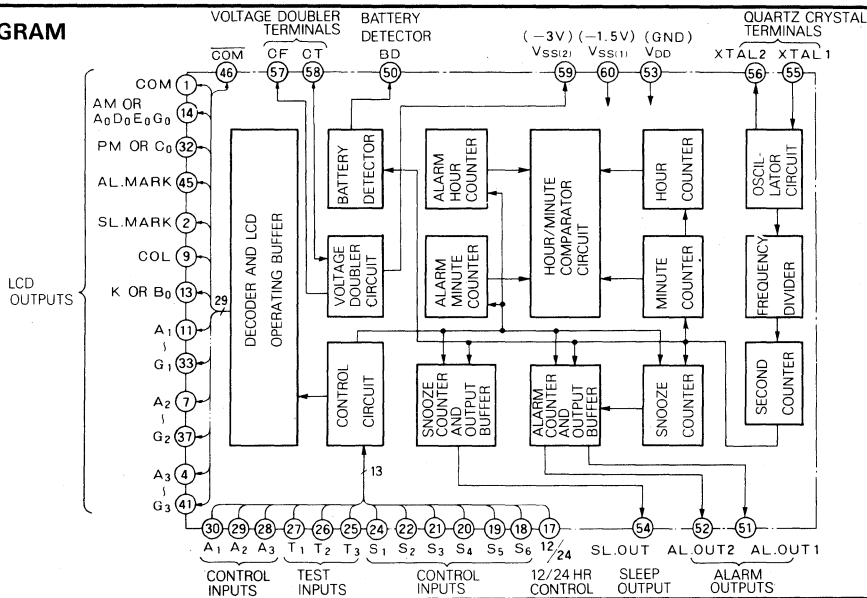 GRAM
VOLTAGE DOUBLER
TERMINALS
BATTERY
DETECTOR
QUARTZ CRYSTAL
TERMINALS
(−3V) (−1.5V) (GND)
COM CF CT BD VSS(2) VSS(1) VDD XTAL2 XTAL1
46 57 58 50 59 60 53 56 55
COM 1
AM OR
A0D0E0G0 14
PM OR C0 32
AL.MARK 45
SL.MARK 2
COL 9
K OR B0 13
A1 11
~
G1 33
A2 7
~
G2 37
A3 4
~
G3 41
LCD
OUTPUTS
29
DECODER AND LCD
OPERATING BUFFER
BATTERY
DETECTOR
VOLTAGE
DOUBLER
CIRCUIT
CONTROL
CIRCUIT
ALARM
HOUR
COUNTER
ALARM
MINUTE
COUNTER
SNOOZE
COUNTER
AND
OUTPUT
BUFFER
HOUR/MINUTE
COMPARATOR
CIRCUIT
ALARM
COUNTER
AND
OUTPUT
BUFFER
HOUR
COUNTER
MINUTE
COUNTER
SNOOZE
COUNTER
OSCIL-
LATOR
CIRCUIT
FREQUENCY
DIVIDER
SECOND
COUNTER
13
30 29 28 27 26 25 24 22 21 20 19 18 17 54 52 51
A1 A2 A3 T1 T2 T3 S1 S2 S3 S4 S5 S6 12/24 SL.OUT AL.OUT2 AL.OUT1
CONTROL
INPUTS
TEST
INPUTS
CONTROL
INPUTS
12/24 HR
CONTROL
SLEEP
OUTPUT
ALARM
OUTPUTS